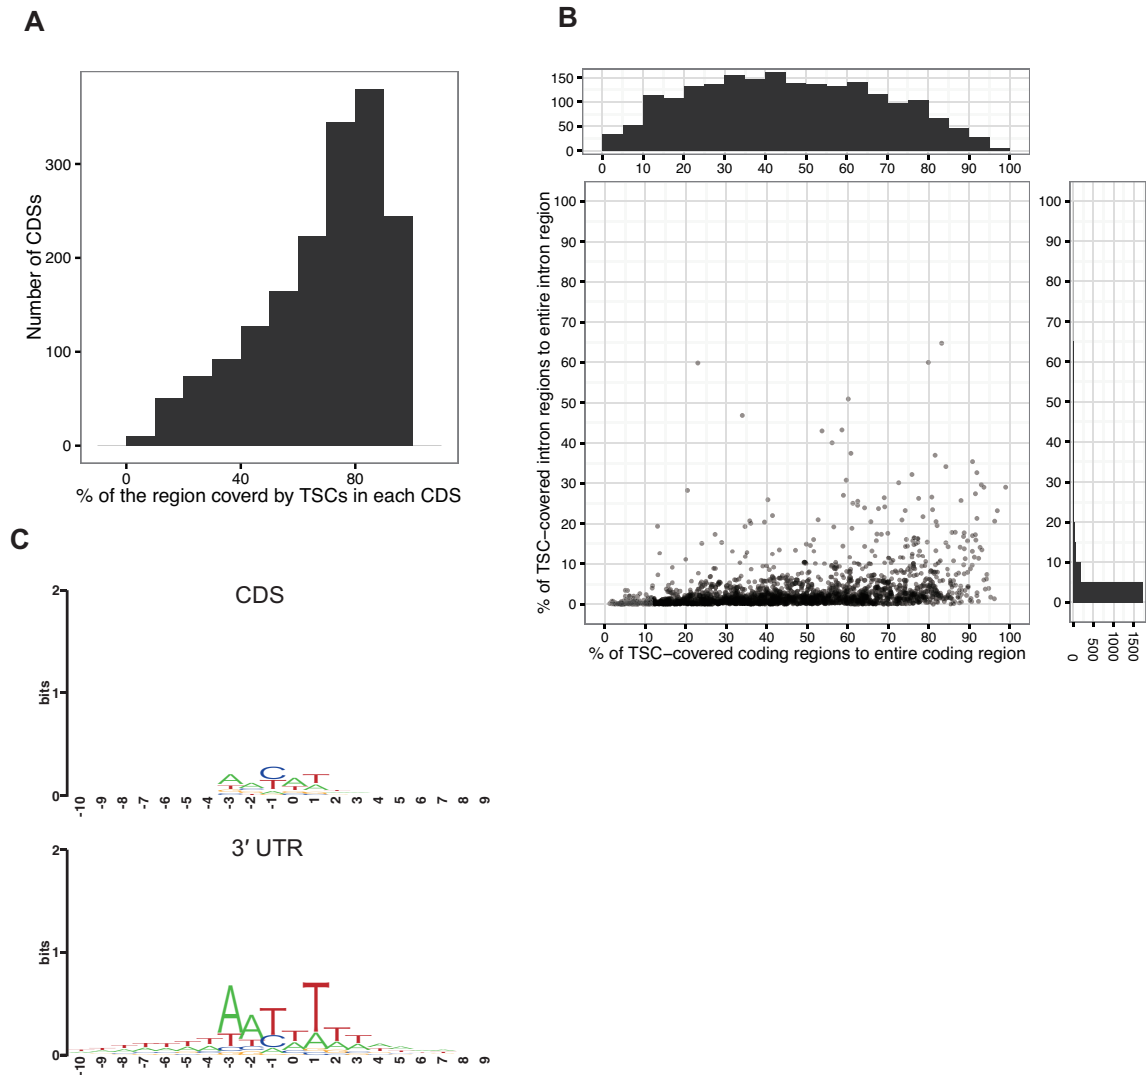 A
B
300
200
100
0
Number of CDSs
0 40 80
% of the region coverd by TSCs in each CDS
150
100
50
0
0 10 20 30 40 50 60 70 80 90 100
100
90
80
70
60
50
40
30
20
10
0
% of TSC−covered intron regions to entire intron region
0 10 20 30 40 50 60 70 80 90 100
% of TSC−covered coding regions to entire coding region
100
90
80
70
60
50
40
30
20
10
0
0 500 1000 1500
C
CDS
2
1
0
bits
-10 -9 -8 -7 -6 -5 -4 -3 -2 -1 0 1 2 3 4 5 6 7 8 9
3′ UTR
2
1
0
bits
A A T T
C A
-10 -9 -8 -7 -6 -5 -4 -3 -2 -1 0 1 2 3 4 5 6 7 8 9